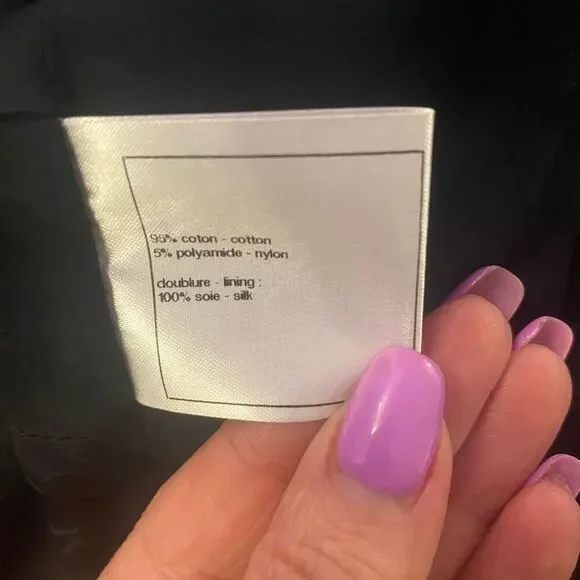 95% coton - cotton
5% polyamide - nylon
doublure - lining :
100% soie - silk